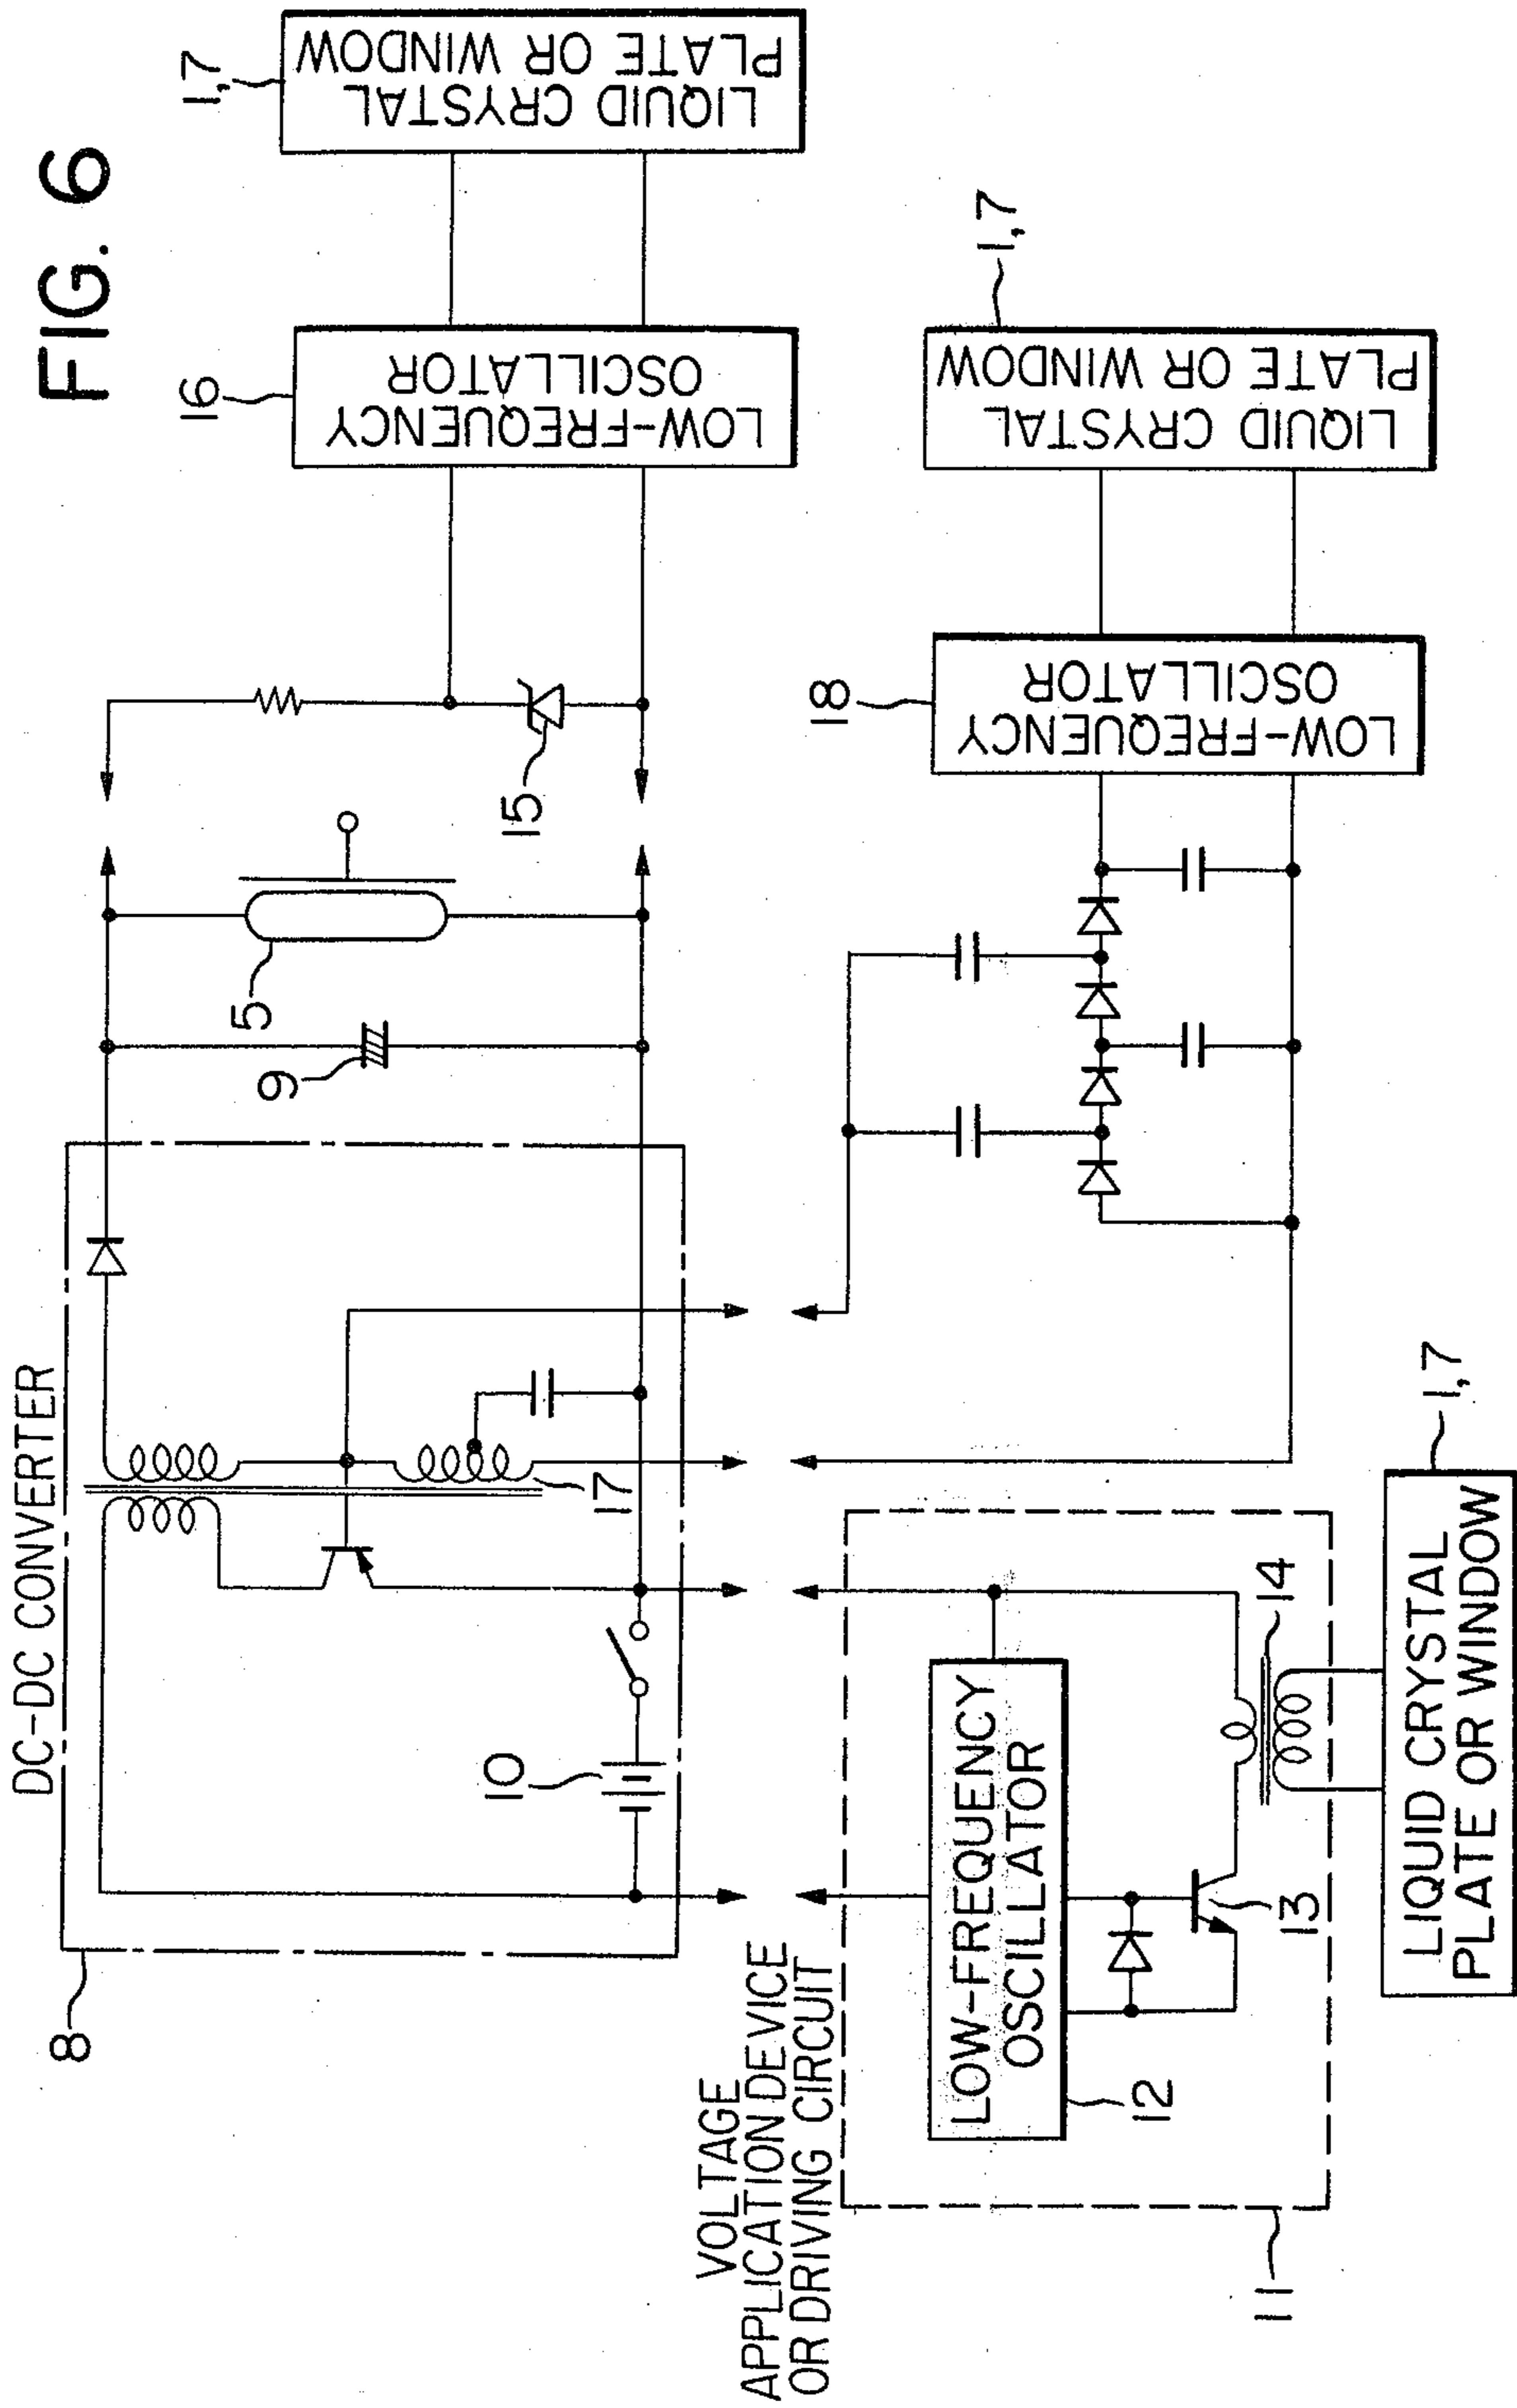 FIG. 6
DC-DC CONVERTER
8
10
17
9
5
15
16
LOW-FREQUENCY
OSCILLATOR
1,7
LIQUID CRYSTAL
PLATE OR WINDOW
VOLTAGE
APPLICATION DEVICE
OR DRIVING CIRCUIT
11
LOW-FREQUENCY
OSCILLATOR
12
13
14
LIQUID CRYSTAL
PLATE OR WINDOW
1,7
18
LOW-FREQUENCY
OSCILLATOR
1,7
LIQUID CRYSTAL
PLATE OR WINDOW